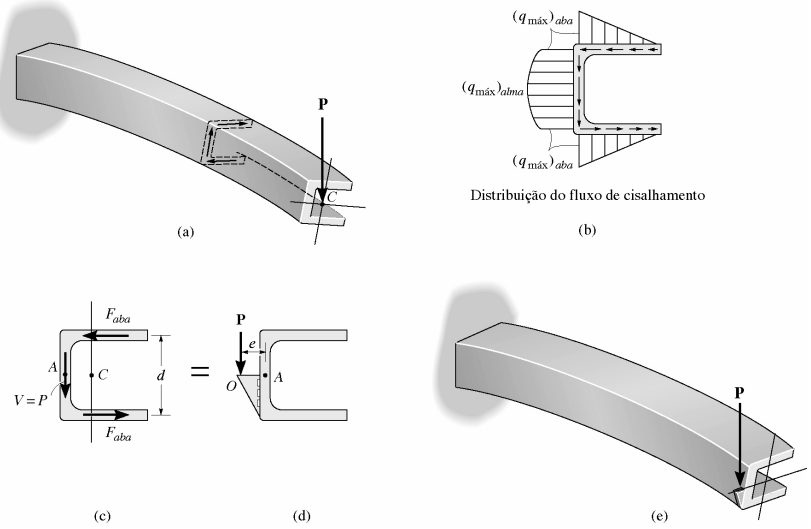 P
C
(a)
(q máx)aba
(q máx)alma
(q máx)aba
Distribuição do fluxo de cisalhamento
(b)
F aba
A
C
d
V = P
F aba
(c)
=
P
e
O
A
(d)
P
(e)